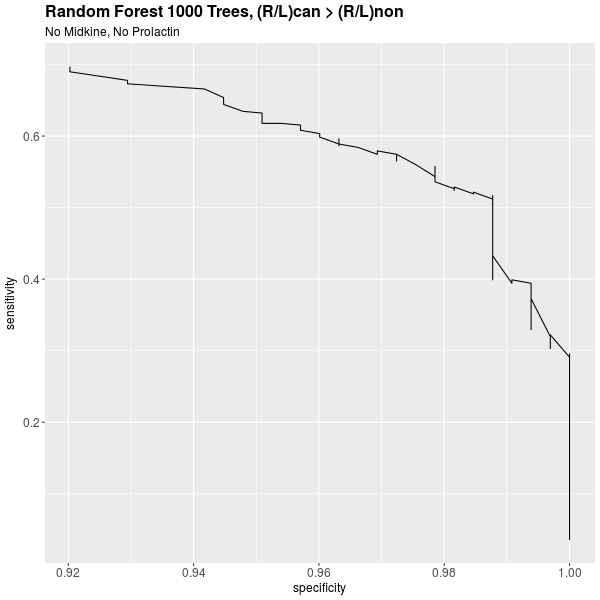 Random Forest 1000 Trees, (R/L)can > (R/L)non
No Midkine, No Prolactin
sensitivity
0.6
0.4
0.2
0.92 0.94 0.96 0.98 1.00
specificity